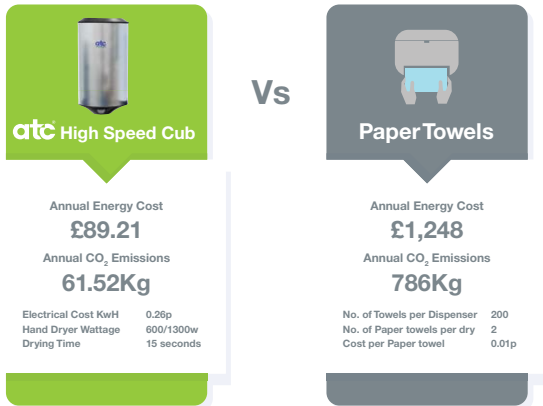 atc
atc High Speed Cub
Annual Energy Cost
£89.21
Annual CO₂ Emissions
61.52Kg
Electrical Cost KwH 0.26p
Hand Dryer Wattage 600/1300w
Drying Time 15 seconds
Vs
Paper Towels
Annual Energy Cost
£1,248
Annual CO₂ Emissions
786Kg
No. of Towels per Dispenser 200
No. of Paper towels per dry 2
Cost per Paper towel 0.01p